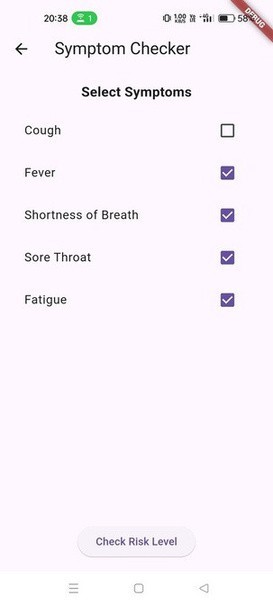 20:38
1
1.00
58
DEBUG
Symptom Checker
Select Symptoms
Cough
Fever
Shortness of Breath
Sore Throat
Fatigue
Check Risk Level